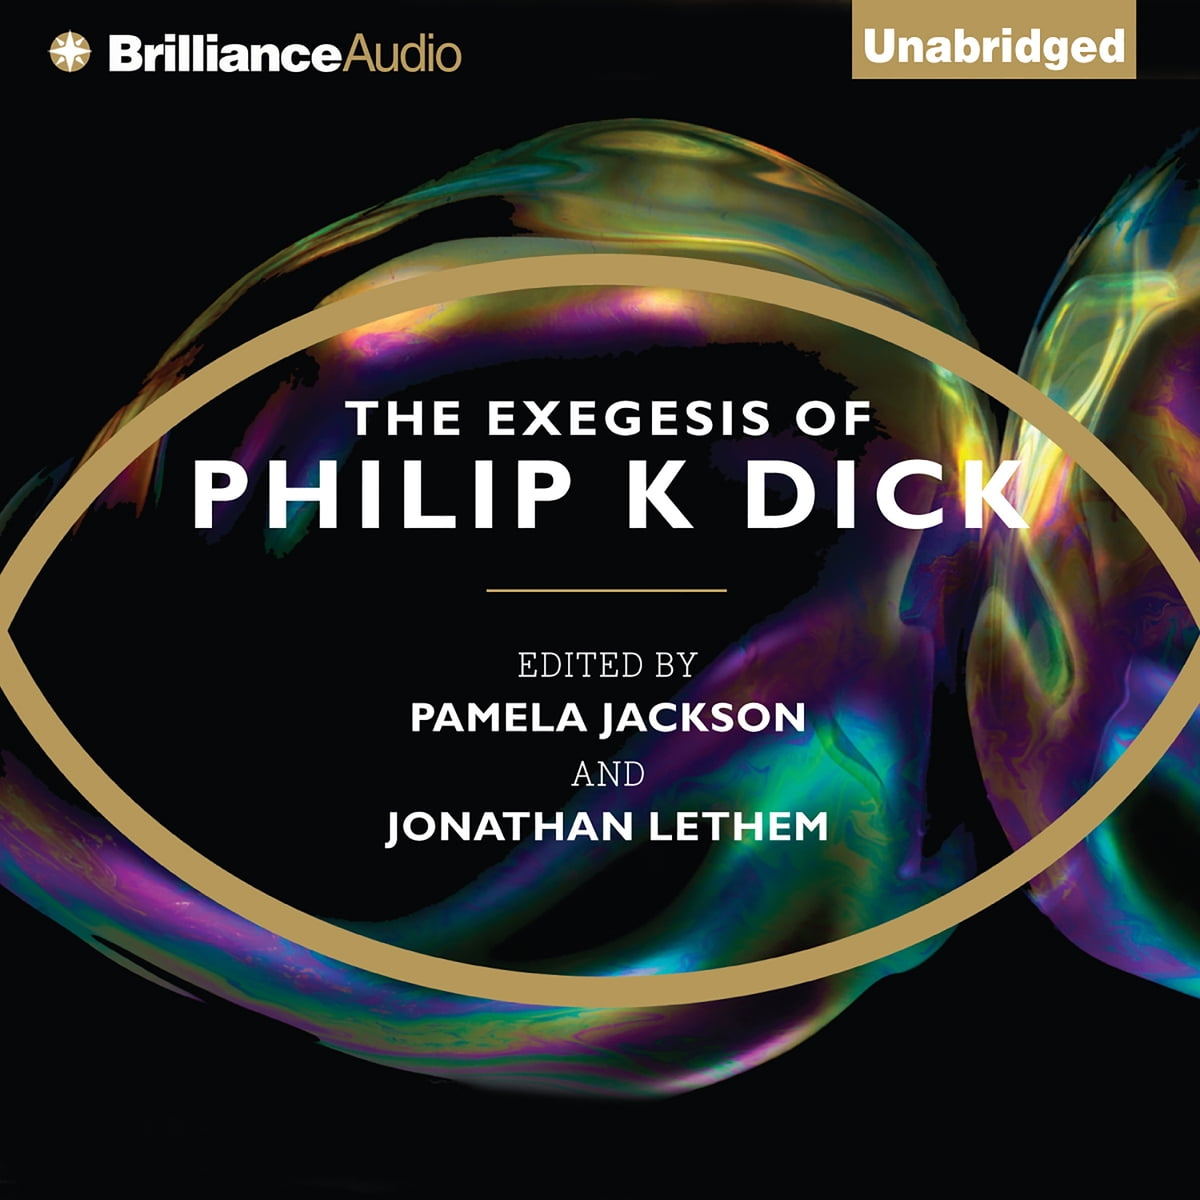 BrillianceAudio
Unabridged
THE EXEGESIS OF
PHILIP K DICK
EDITED BY
PAMELA JACKSON
AND
JONATHAN LETHEM